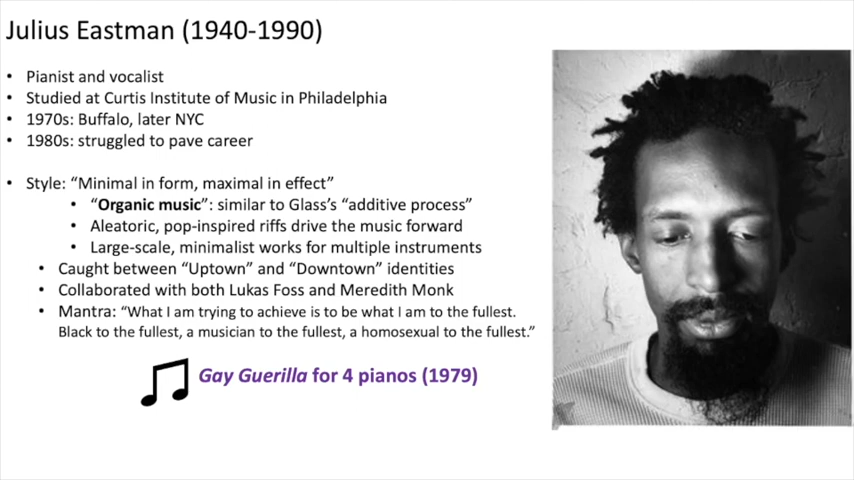 Julius Eastman (1940-1990)
• Pianist and vocalist
• Studied at Curtis Institute of Music in Philadelphia
• 1970s: Buffalo, later NYC
• 1980s: struggled to pave career
• Style: “Minimal in form, maximal in effect”
• “Organic music”: similar to Glass’s “additive process”
• Aleatoric, pop-inspired riffs drive the music forward
• Large-scale, minimalist works for multiple instruments
• Caught between “Uptown” and “Downtown” identities
• Collaborated with both Lukas Foss and Meredith Monk
• Mantra: “What I am trying to achieve is to be what I am to the fullest.
Black to the fullest, a musician to the fullest, a homosexual to the fullest.”
Gay Guerilla for 4 pianos (1979)